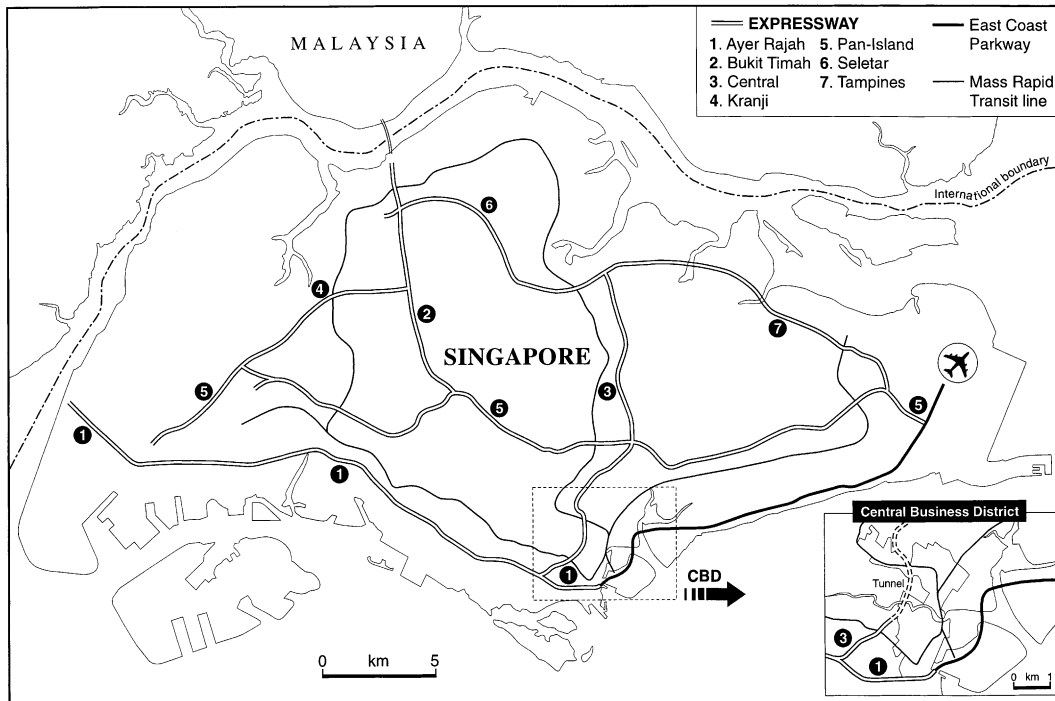 MALAYSIA
EXPRESSWAY
1. Ayer Rajah
2. Bukit Timah
3. Central
4. Kranji
5. Pan-Island
6. Seletar
7. Tampines
East Coast
Parkway
Mass Rapid
Transit line
International boundary
6
4
2
7
SINGAPORE
5
3
5
5
1
1
1
CBD
Central Business District
Tunnel
3
1
0 km 5
0 km 1